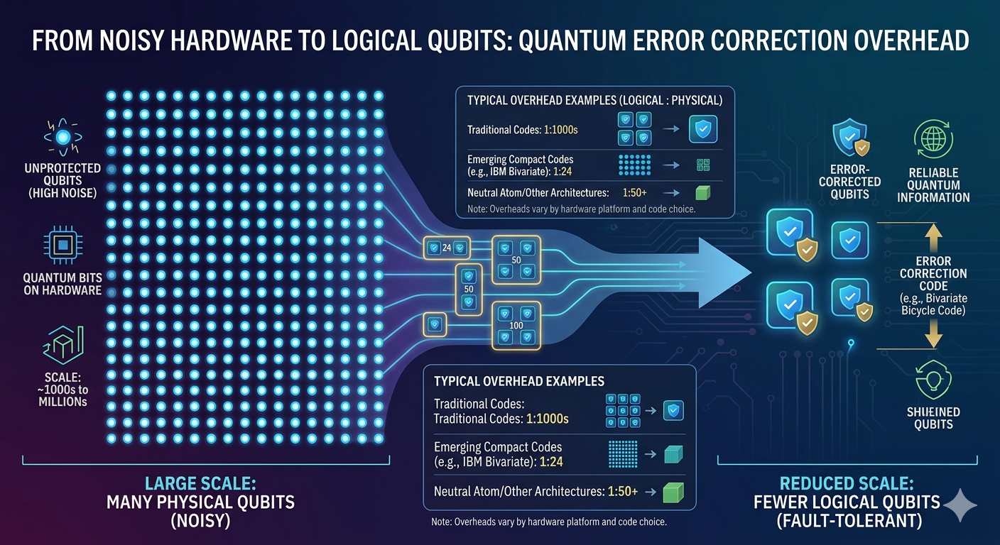 FROM NOISY HARDWARE TO LOGICAL QUBITS: QUANTUM ERROR CORRECTION OVERHEAD
UNPROTECTED
QUBITS
(HIGH NOISE)
QUANTUM BITS
ON HARDWARE
SCALE:
~1000s to
MILLIONs
LARGE SCALE:
MANY PHYSICAL QUBITS
(NOISY)
TYPICAL OVERHEAD EXAMPLES (LOGICAL : PHYSICAL)
Traditional Codes: 1:1000s
Emerging Compact Codes
(e.g., IBM Bivariate): 1:24
Neutral Atom/Other Architectures: 1:50+
Note: Overheads vary by hardware platform and code choice.
24
50
50
100
TYPICAL OVERHEAD EXAMPLES
Traditional Codes:
Traditional Codes: 1:1000s
Emerging Compact Codes
(e.g., IBM Bivariate): 1:24
Neutral Atom/Other Architectures: 1:50+
Note: Overheads vary by hardware platform and code choice.
ERROR-
CORRECTED
QUBITS
RELIABLE
QUANTUM
INFORMATION
ERROR
CORRECTION
CODE
(e.g., Bivariate
Bicycle Code)
QUBITS
REDUCED SCALE:
FEWER LOGICAL QUBITS
(FAULT-TOLERANT)